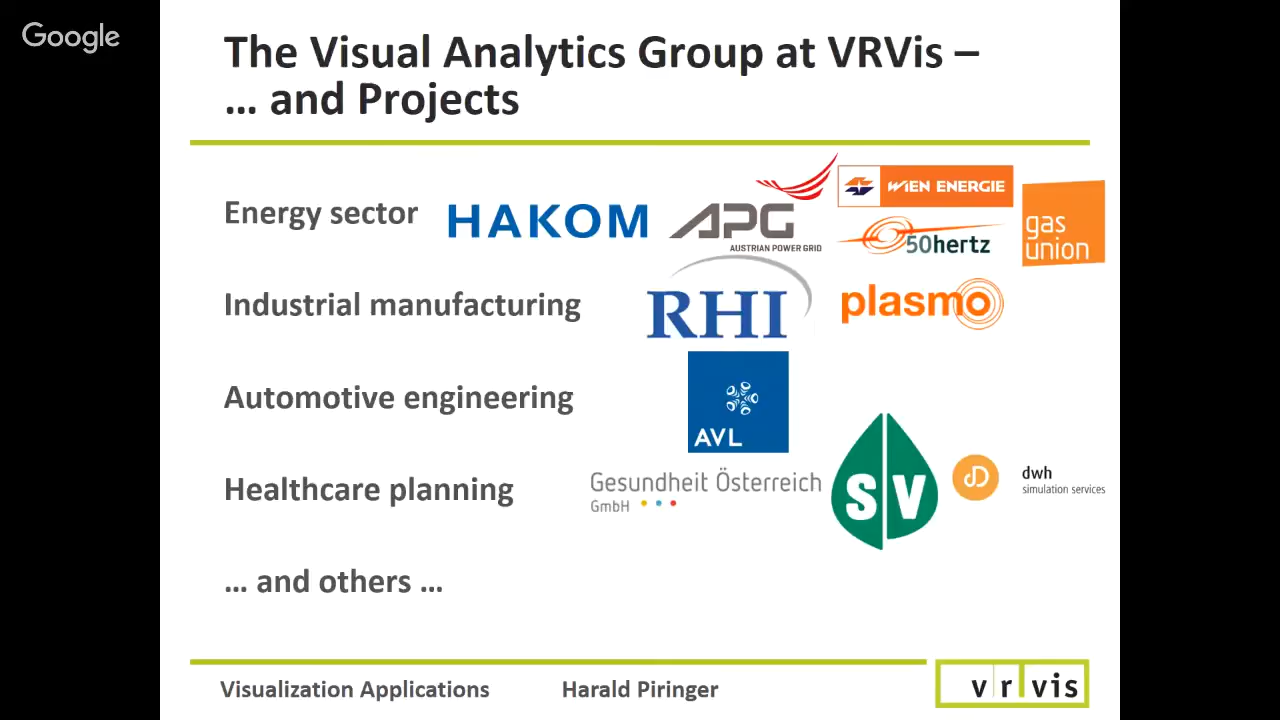 Google
The Visual Analytics Group at VRVis –
… and Projects
Energy sector
HAKOM
APG
AUSTRIAN POWER GRID
WIEN ENERGIE
50hertz
gas
union
Industrial manufacturing
RHI
plasmo
Automotive engineering
AVL
Healthcare planning
Gesundheit Österreich
GmbH
SV
dwh
simulation services
… and others …
Visualization Applications
Harald Piringer
vrvis